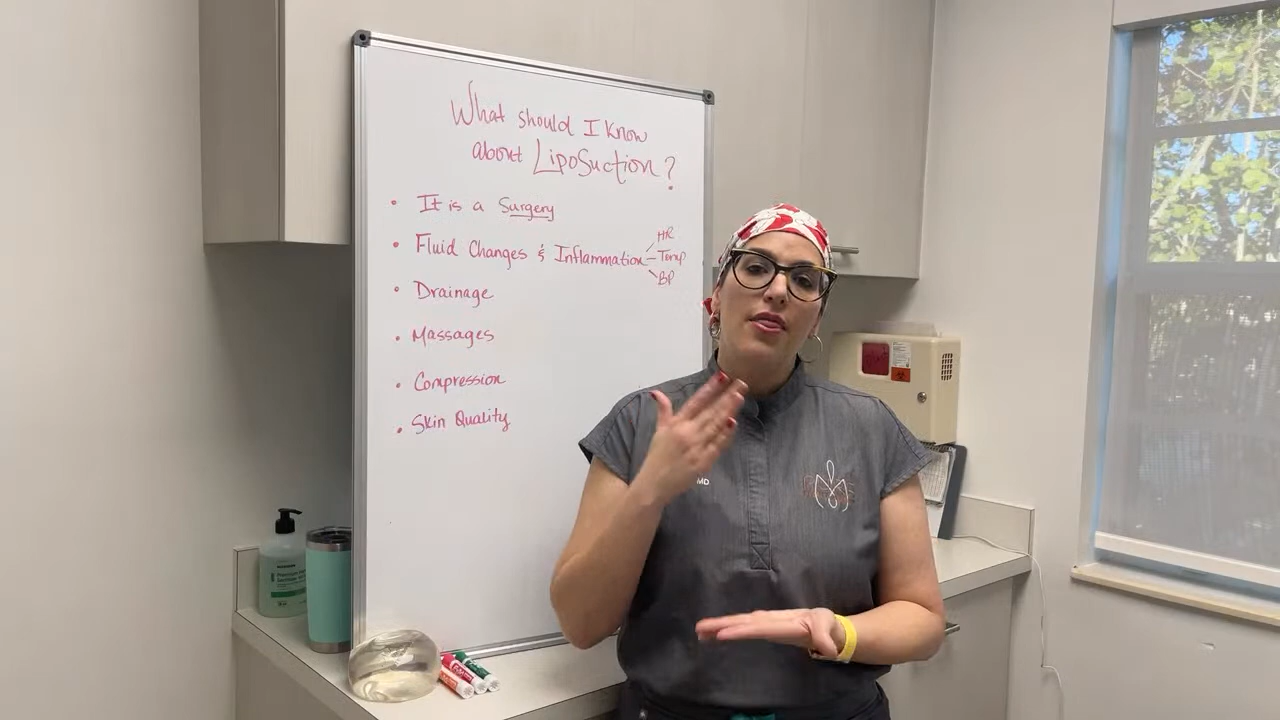 What should I know
about LipoSuction?
• It is a Surgery
• Fluid Changes & Inflammation
HR
Temp
BP
• Drainage
• Massages
• Compression
• Skin Quality
MD